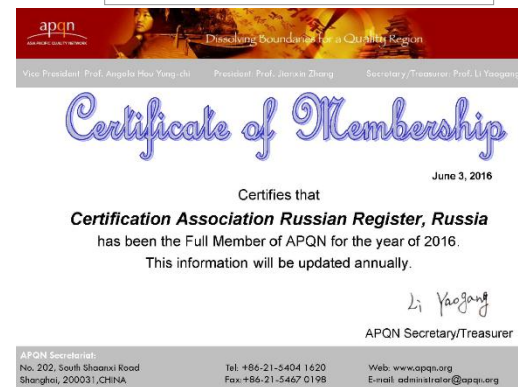 apqn
ASIA-PACIFIC QUALITY NETWORK
Dissolving Boundaries for a Quality Region
Vice President: Prof. Angela Hou Yung-chi President: Prof. Jianxin Zhang Secretary/Treasurer: Prof. Li Yaogang
Certificate of Membership
June 3, 2016
Certifies that
Certification Association Russian Register, Russia
has been the Full Member of APQN for the year of 2016.
This information will be updated annually.
Li Yaogang
APQN Secretary/Treasurer
APQN Secretariat:
No. 202, South Shaanxi Road Tel: +86-21-5404 1620 Web: www.apqn.org
Shanghai, 200031,CHINA Fax:+86-21-5467 0198 E-mail: administrator@apqn.org